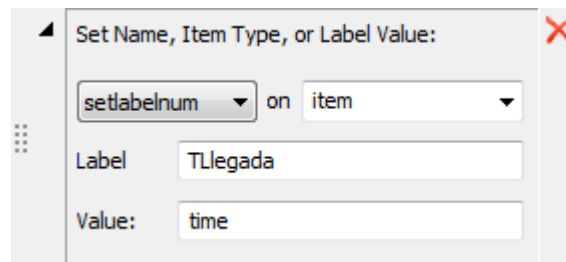 Set Name, Item Type, or Label Value:
setlabelnum on item
Label TLlegada
Value: time